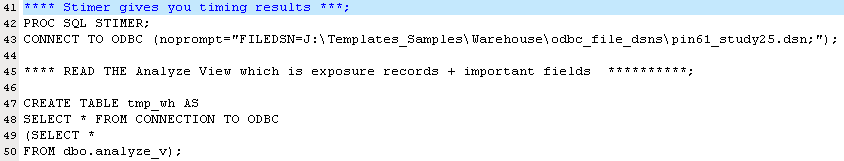 41 **** Stimer gives you timing results ***;
42 PROC SQL STIMER;
43 CONNECT TO ODBC (noprompt="FILEDSN=J:\Templates_Samples\Warehouse\odbc_file_dsns\pin61_study25.dsn;");
44
45 **** READ THE Analyze View which is exposure records + important fields  **********;
46
47 CREATE TABLE tmp_wh AS
48 SELECT * FROM CONNECTION TO ODBC
49 (SELECT *
50 FROM dbo.analyze_v);